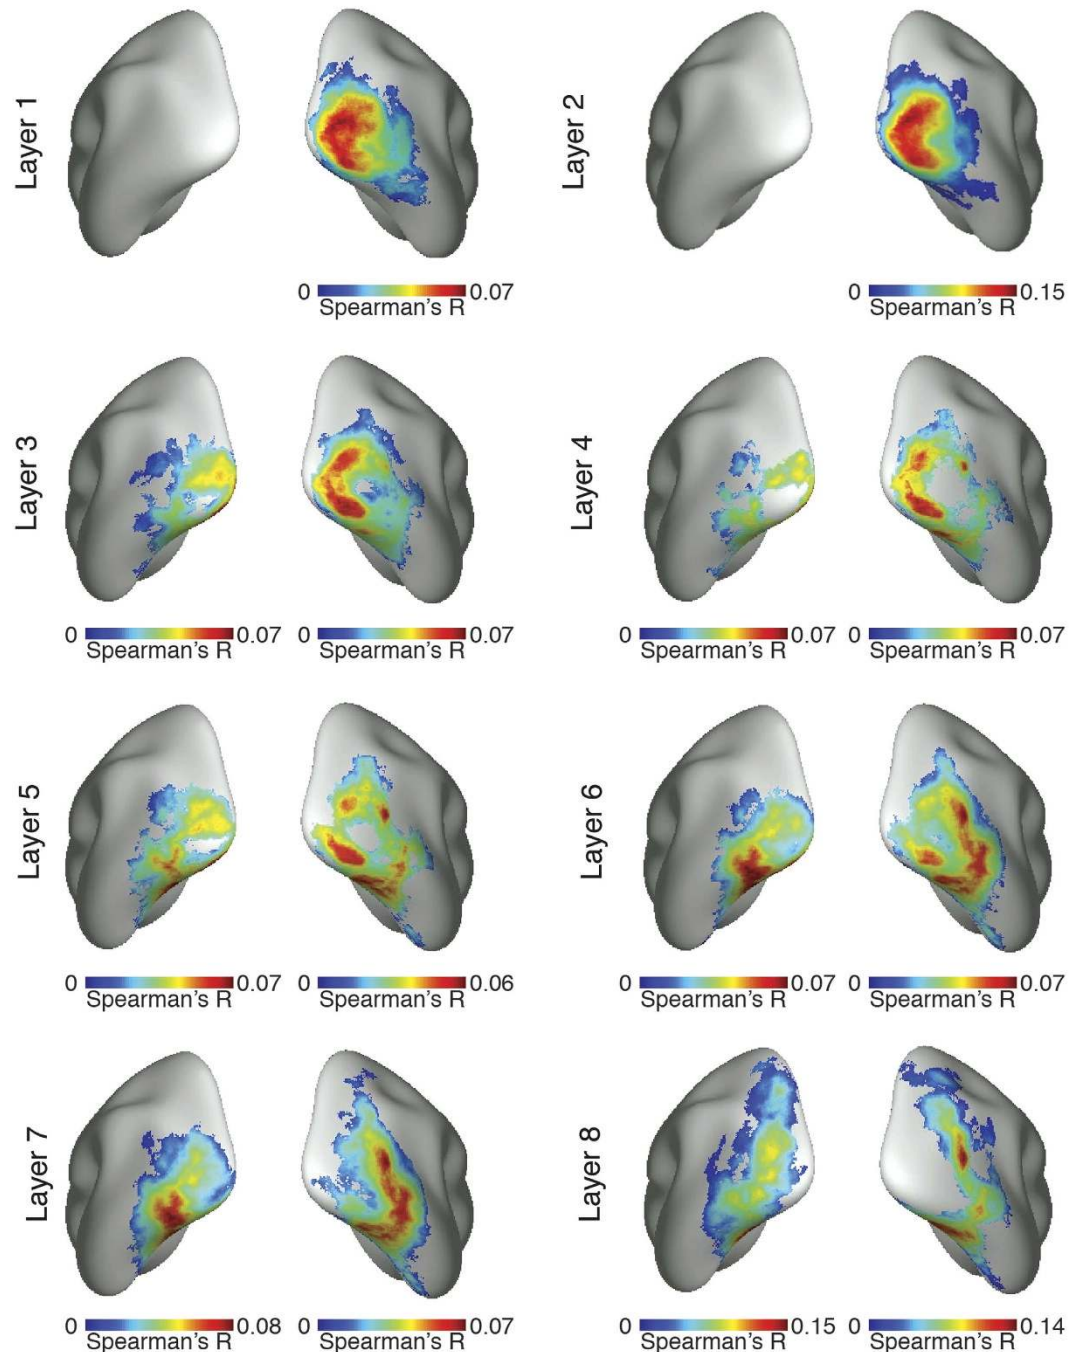 Layer 1
Layer 2
0 0.07
Spearman's R
0 0.15
Spearman's R
Layer 3
Layer 4
0 0.07
Spearman's R
0 0.07
Spearman's R
0 0.07
Spearman's R
0 0.07
Spearman's R
Layer 5
Layer 6
0 0.07
Spearman's R
0 0.06
Spearman's R
0 0.07
Spearman's R
0 0.07
Spearman's R
Layer 7
Layer 8
0 0.08
Spearman's R
0 0.07
Spearman's R
0 0.15
Spearman's R
0 0.14
Spearman's R